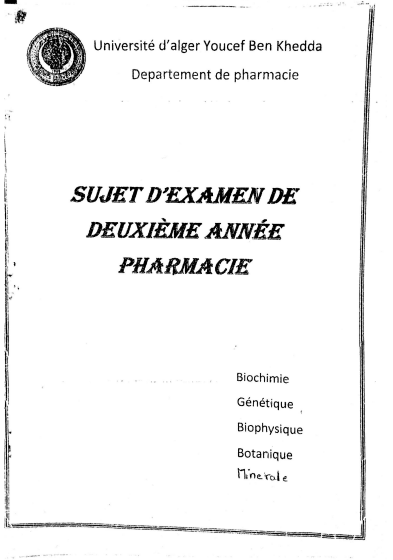 Université d'alger Youcef Ben Khedda
Departement de pharmacie
SUJET D'EXAMEN DE
DEUXIÈME ANNÉE
PHARMACIE
Biochimie
Génétique
Biophysique
Botanique
Minerale